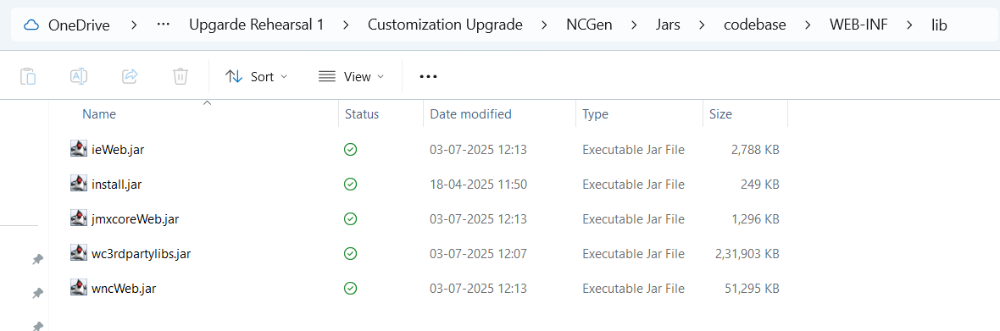 OneDrive > ... Upgarde Rehearsal 1 > Customization Upgrade > NCGen > Jars > codebase > WEB-INF > lib
A Sort View ...
Name Status Date modified Type Size
ieWeb.jar 03-07-2025 12:13 Executable Jar File 2,788 KB
install.jar 18-04-2025 11:50 Executable Jar File 249 KB
jmxcoreWeb.jar 03-07-2025 12:13 Executable Jar File 1,296 KB
wc3rdpartylibs.jar 03-07-2025 12:07 Executable Jar File 2,31,903 KB
wncWeb.jar 03-07-2025 12:13 Executable Jar File 51,295 KB